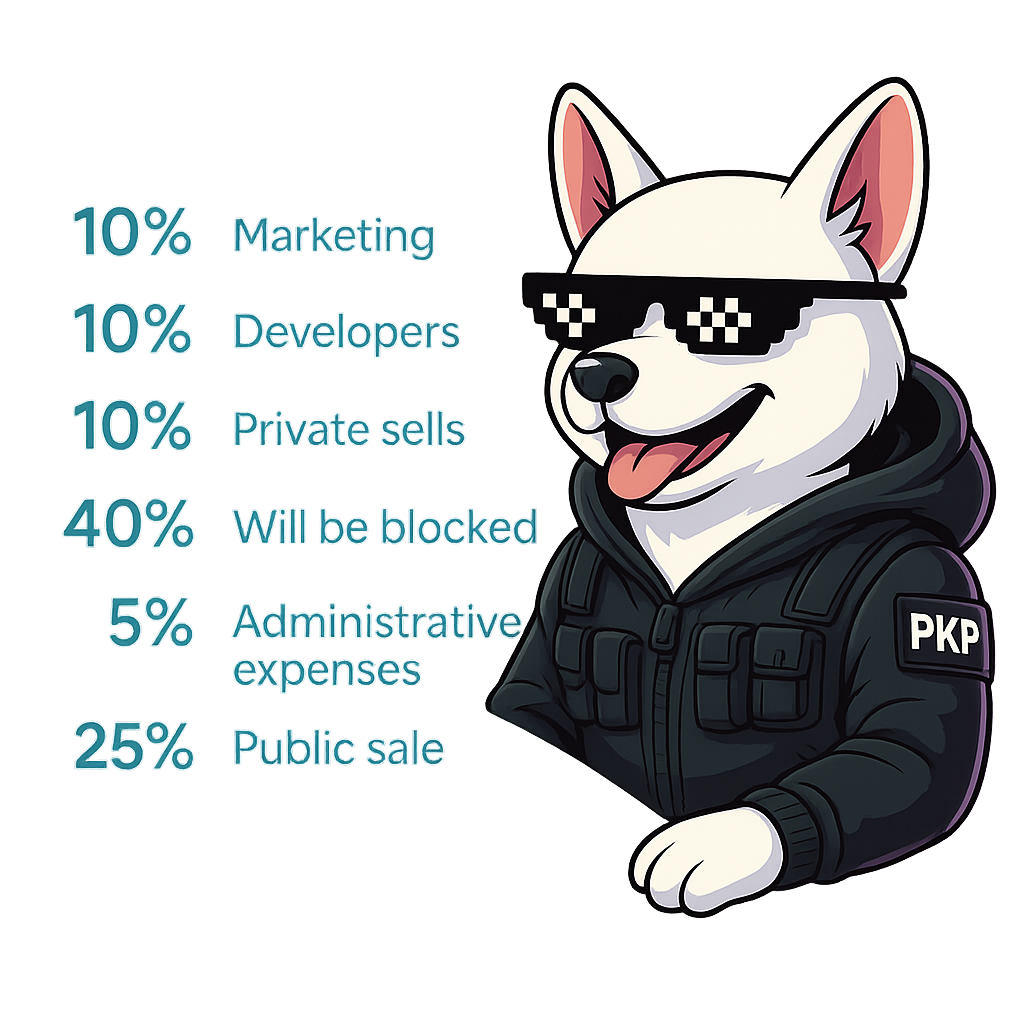 10% Marketing
10% Developers
10% Private sells
40% Will be blocked
5% Administrative
expenses
25% Public sale
PKP